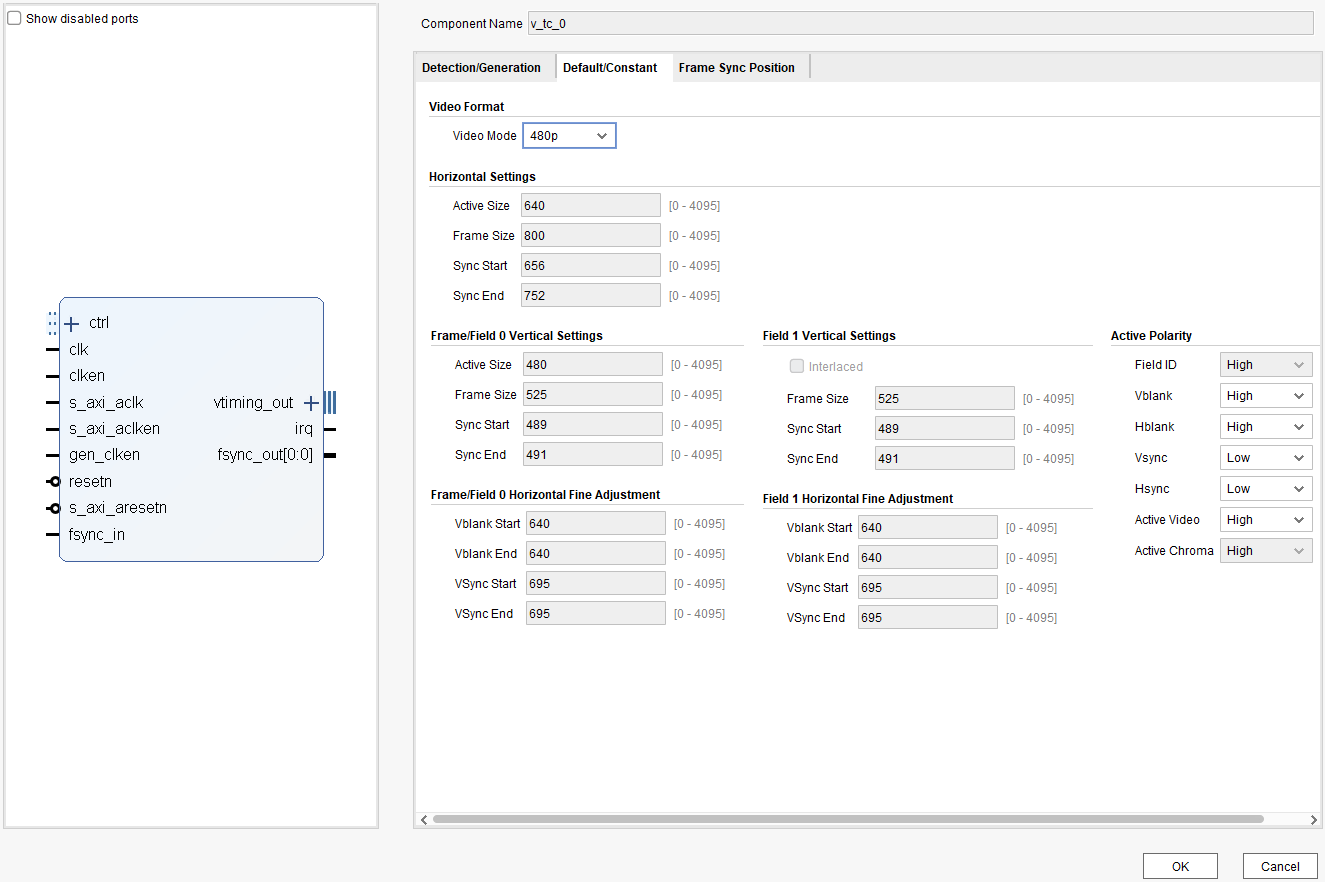 Show disabled ports
ctrl
clk
clken
s_axi_aclk
s_axi_aclken
gen_clken
resetn
s_axi_aresetn
fsync_in
vtiming_out
irq
fsync_out[0:0]
Component Name v_tc_0
Detection/Generation Default/Constant Frame Sync Position
Video Format
Video Mode 480p
Horizontal Settings
Active Size 640 [0 - 4095]
Frame Size 800 [0 - 4095]
Sync Start 656 [0 - 4095]
Sync End 752 [0 - 4095]
Frame/Field 0 Vertical Settings
Active Size 480 [0 - 4095]
Frame Size 525 [0 - 4095]
Sync Start 489 [0 - 4095]
Sync End 491 [0 - 4095]
Frame/Field 0 Horizontal Fine Adjustment
Vblank Start 640 [0 - 4095]
Vblank End 640 [0 - 4095]
VSync Start 695 [0 - 4095]
VSync End 695 [0 - 4095]
Field 1 Vertical Settings
Interlaced
Frame Size 525 [0 - 4095]
Sync Start 489 [0 - 4095]
Sync End 491 [0 - 4095]
Field 1 Horizontal Fine Adjustment
Vblank Start 640 [0 - 4095]
Vblank End 640 [0 - 4095]
VSync Start 695 [0 - 4095]
VSync End 695 [0 - 4095]
Active Polarity
Field ID High
Vblank High
Hblank High
Vsync Low
Hsync Low
Active Video High
Active Chroma High
OK Cancel